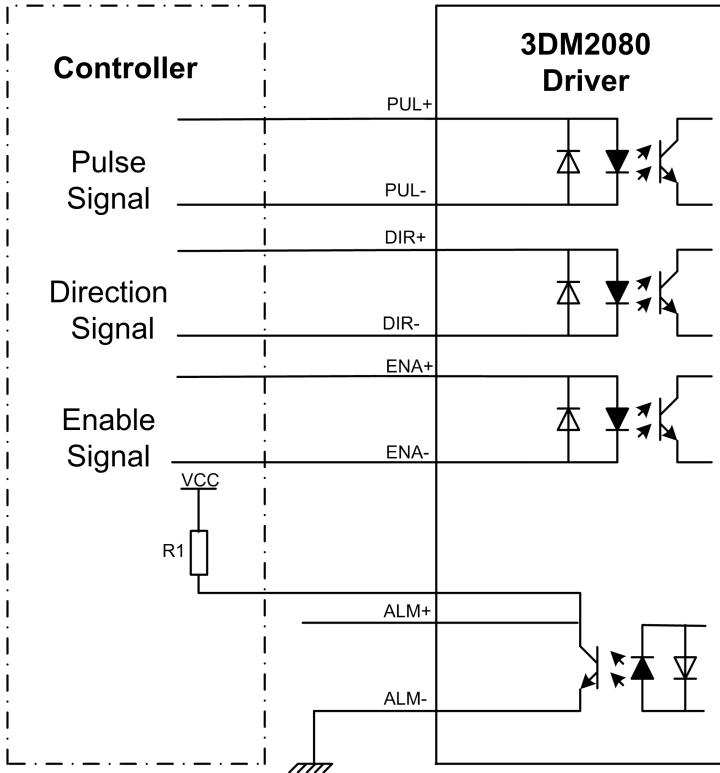 Controller
3DM2080
Driver
PUL+
Pulse
Signal
PUL-
DIR+
Direction
Signal
DIR-
ENA+
Enable
Signal
ENA-
VCC
R1
ALM+
ALM-